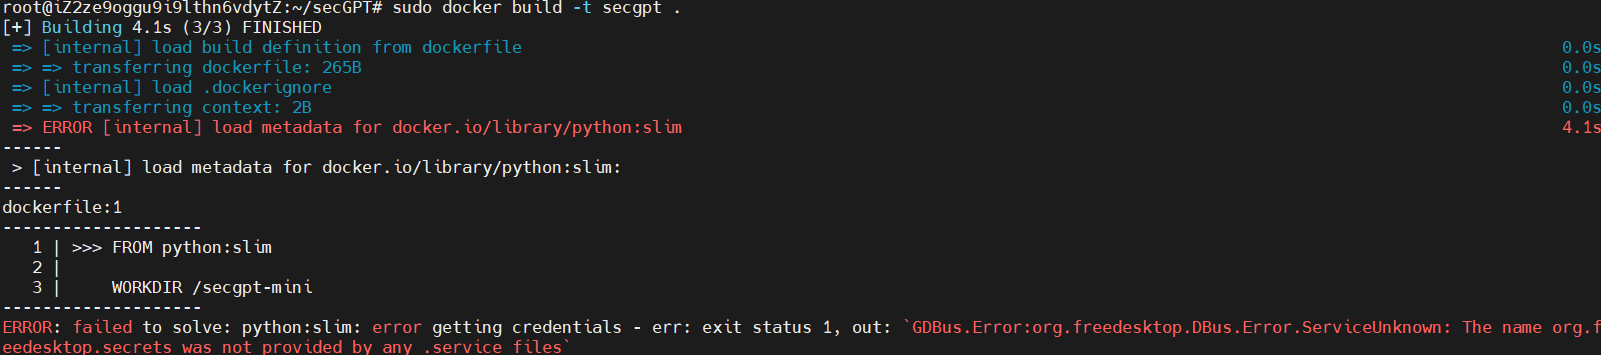 root@iZ2ze9oggu9i9lthn6vdytZ:~/secGPT# sudo docker build -t secgpt .
[+] Building 4.1s (3/3) FINISHED
=> [internal] load build definition from dockerfile 0.0s
=> => transferring dockerfile: 265B 0.0s
=> [internal] load .dockerignore 0.0s
=> => transferring context: 2B 0.0s
=> ERROR [internal] load metadata for docker.io/library/python:slim 4.1s
------
> [internal] load metadata for docker.io/library/python:slim:
------
dockerfile:1
--------------------
1 | >>> FROM python:slim
2 |
3 |     WORKDIR /secgpt-mini
--------------------
ERROR: failed to solve: python:slim: error getting credentials - err: exit status 1, out: `GDBus.Error:org.freedesktop.DBus.Error.ServiceUnknown: The name org.f
eedesktop.secrets was not provided by any .service files`